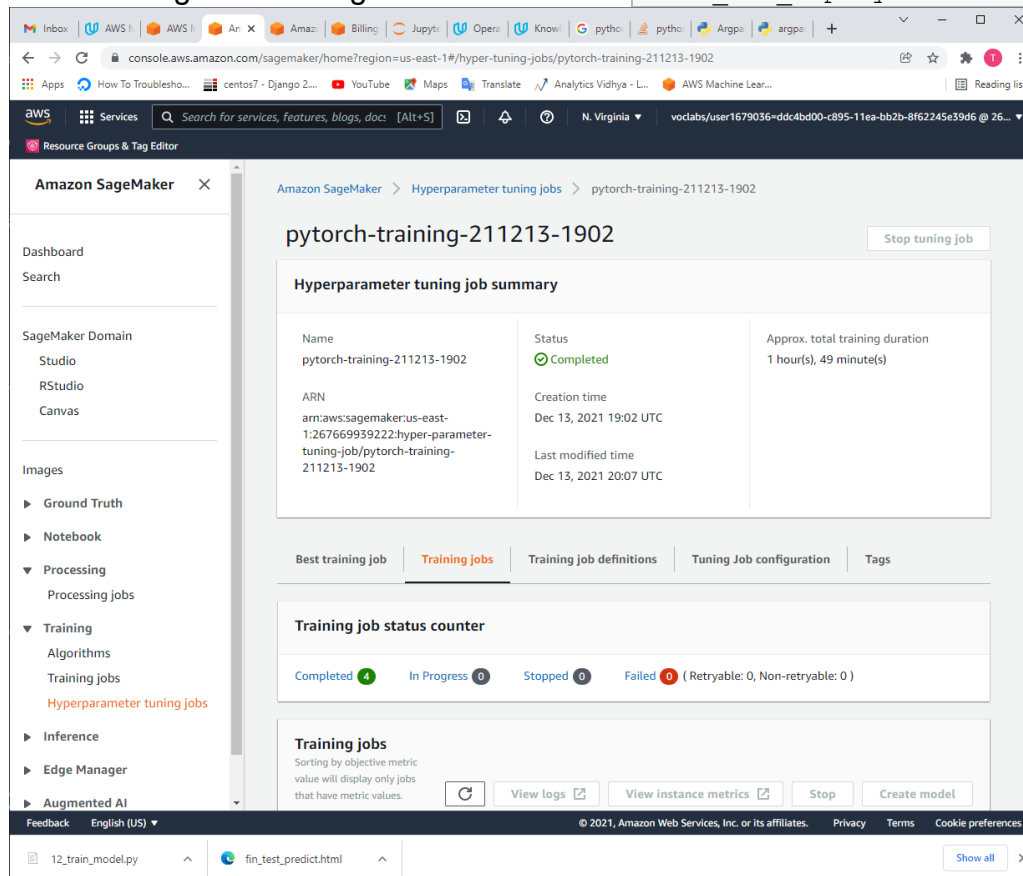 Inbox
AWS
AWS
An
Amaz
Billing
Jupyt
Opera
Knowl
pytho
pytho
Argpa
argpa
console.aws.amazon.com/sagemaker/home?region=us-east-1#/hyper-tuning-jobs/pytorch-training-211213-1902
T
Apps
How To Troublesho...
centos7 - Django 2....
YouTube
Maps
Translate
Analytics Vidhya - L...
AWS Machine Lear...
Reading lis
aws
Services
Search for services, features, blogs, docs [Alt+S]
N. Virginia ▼
voclabs/user1679036=ddc4bd00-c895-11ea-bb2b-8f62245e39d6 @ 26... ▼
Resource Groups & Tag Editor
Amazon SageMaker
Dashboard
Search
SageMaker Domain
Studio
RStudio
Canvas
Images
Ground Truth
Notebook
Processing
Processing jobs
Training
Algorithms
Training jobs
Hyperparameter tuning jobs
Inference
Edge Manager
Augmented AI
Amazon SageMaker > Hyperparameter tuning jobs > pytorch-training-211213-1902
pytorch-training-211213-1902
Stop tuning job
Hyperparameter tuning job summary
Name
pytorch-training-211213-1902
ARN
arn:aws:sagemaker:us-east-
1:267669939222:hyper-parameter-
tuning-job/pytorch-training-
211213-1902
Status
Completed
Creation time
Dec 13, 2021 19:02 UTC
Last modified time
Dec 13, 2021 20:07 UTC
Approx. total training duration
1 hour(s), 49 minute(s)
Best training job
Training jobs
Training job definitions
Tuning Job configuration
Tags
Training job status counter
Completed 4
In Progress 0
Stopped 0
Failed 0 ( Retryable: 0, Non-retryable: 0 )
Training jobs
Sorting by objective metric
value will display only jobs
that have metric values.
View logs
View instance metrics
Stop
Create model
Feedback
English (US) ▼
© 2021, Amazon Web Services, Inc. or its affiliates.
Privacy
Terms
Cookie preferences
12_train_model.py
fin_test_predict.html
Show all